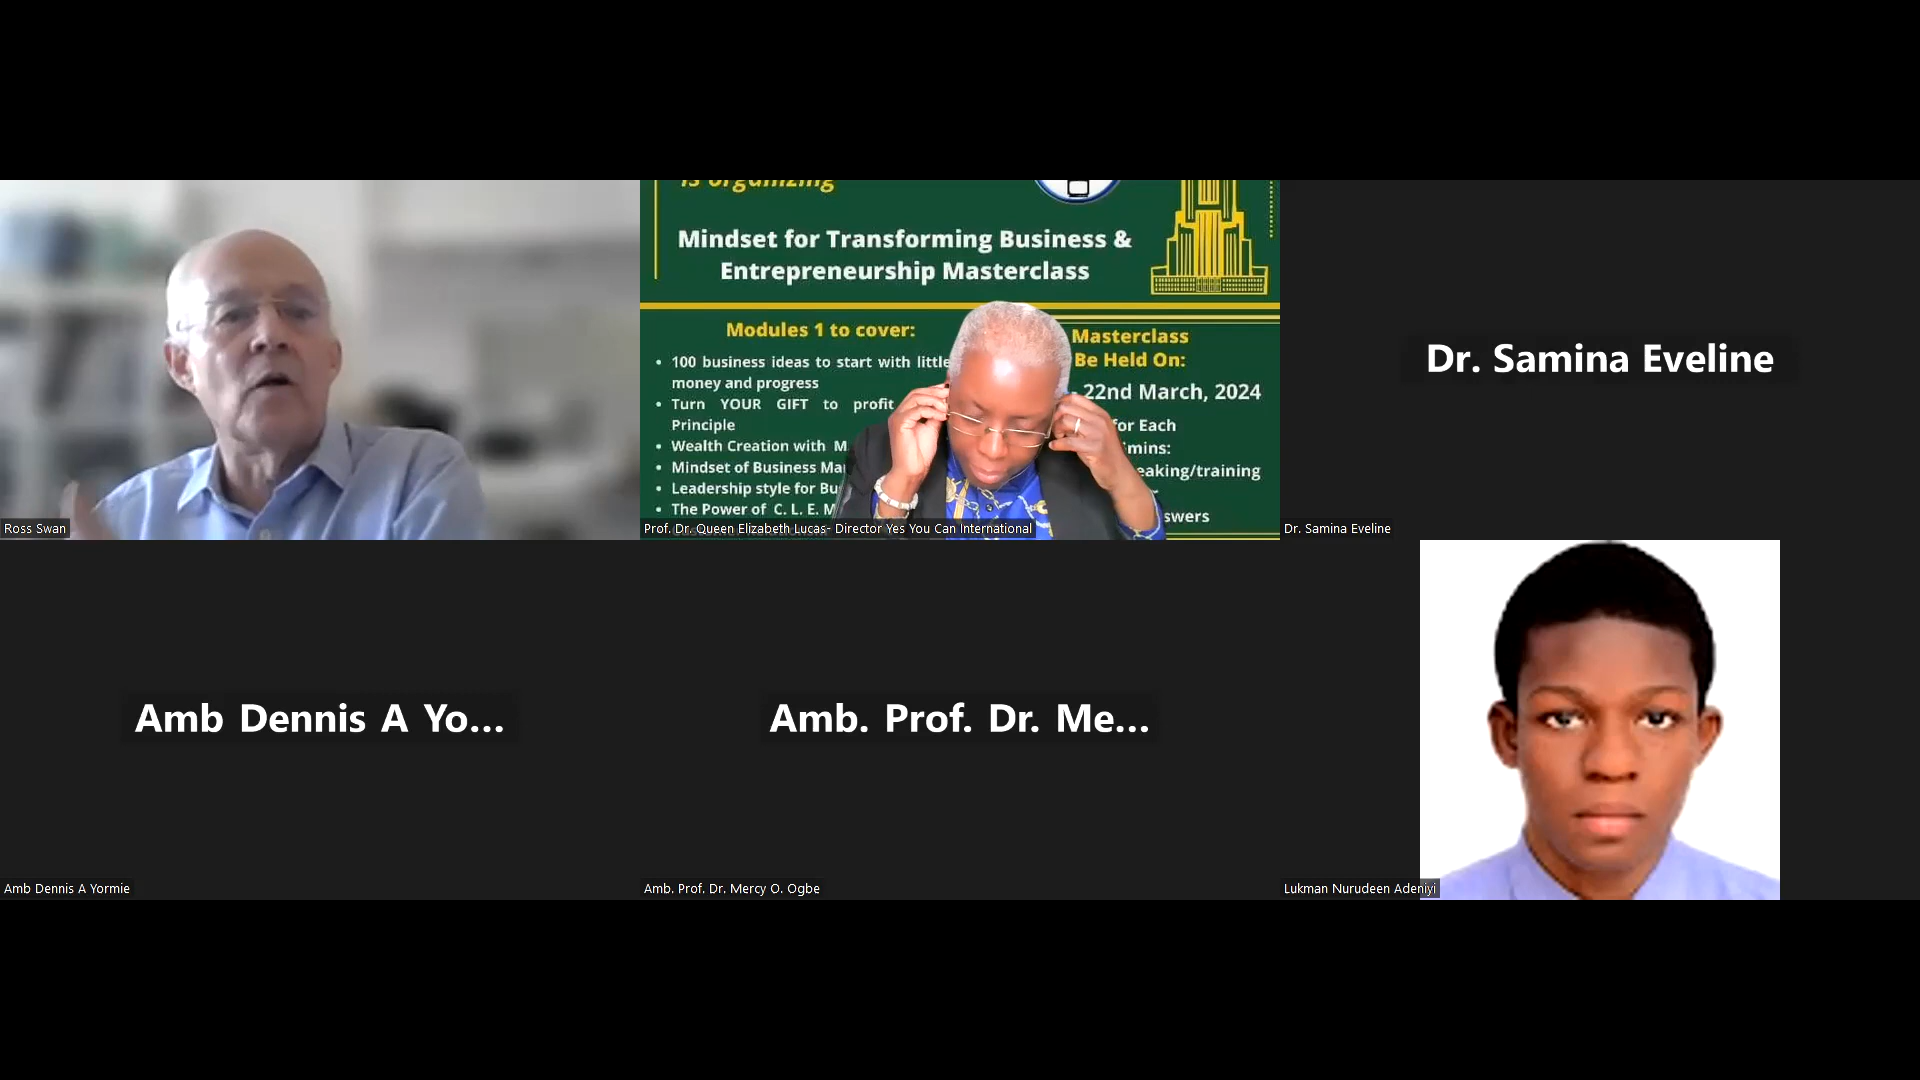 is organizing
Mindset for Transforming Business &
Entrepreneurship Masterclass
Modules 1 to cover:
• 100 business ideas to start with little
money and progress
• Turn YOUR GIFT to profit
Principle
• Wealth Creation with M
• Mindset of Business Ma
• Leadership style for Bu
• The Power of C. L. E. M
Masterclass
Be Held On:
- 22nd March, 2024
for Each
mins:
eaking/training
swers
Ross Swan
Prof. Dr. Queen Elizabeth Lucas- Director Yes You Can International
Dr. Samina Eveline
Dr. Samina Eveline
Amb Dennis A Yo...
Amb Dennis A Yormie
Amb. Prof. Dr. Me...
Amb. Prof. Dr. Mercy O. Ogbe
Lukman Nurudeen Adeniyi